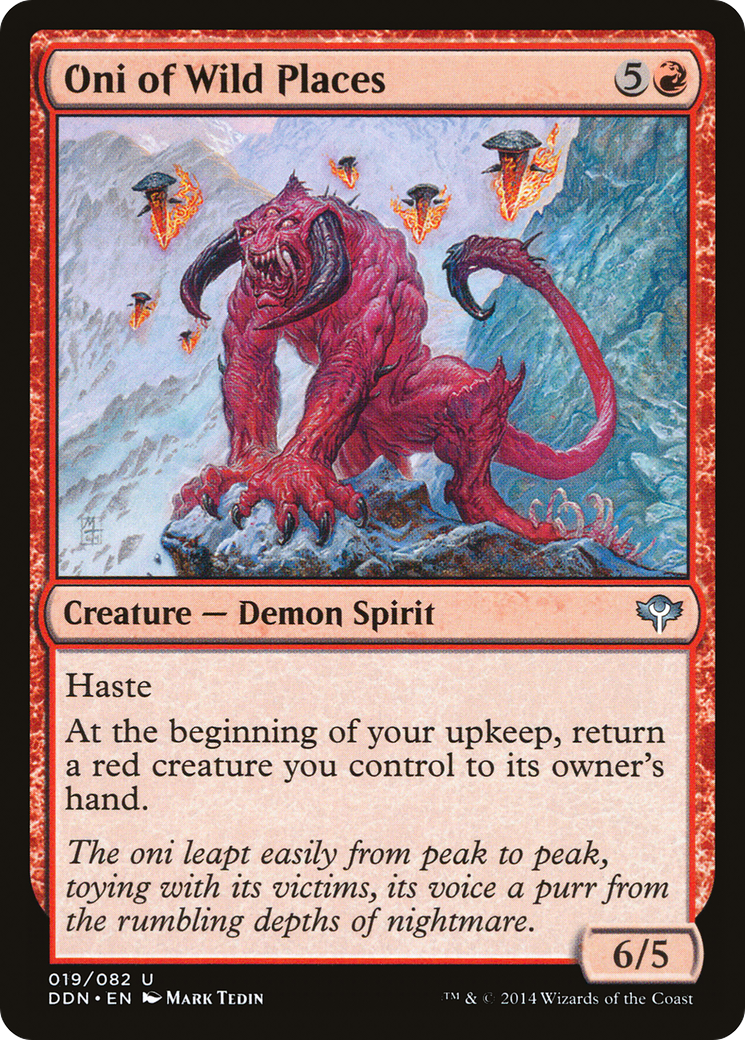 Oni of Wild Places 5
Creature — Demon Spirit
Haste
At the beginning of your upkeep, return
a red creature you control to its owner's
hand.
The oni leapt easily from peak to peak,
toying with its victims, its voice a purr from
the rumbling depths of nightmare.
6/5
019/082 U
DDN • EN Mark Tedin
™ & © 2014 Wizards of the Coast